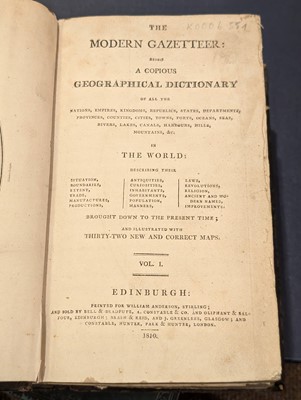 THE
MODERN GAZETTEER:
BEING
A COPIOUS
GEOGRAPHICAL DICTIONARY
OF ALL THE
NATIONS, EMPIRES, KINGDOMS, REPUBLICS, STATES, DEPARTMENTS,
PROVINCES, COUNTIES, CITIES, TOWNS, PORTS, OCEANS, SEAS,
RIVERS, LAKES, CANALS, HARBOURS, HILLS,
MOUNTAINS, &c.
IN
THE WORLD:
DESCRIBING THEIR
SITUATION,
BOUNDARIES,
EXTENT,
TRADE,
MANUFACTURES,
PRODUCTIONS,
ANTIQUITIES,
CURIOSITIES,
INHABITANTS,
GOVERNMENTS,
POPULATION,
MANNERS,
LAWS,
REVOLUTIONS,
RELIGION,
ANCIENT AND MO-
DERN NAMES,
IMPROVEMENTS.
BROUGHT DOWN TO THE PRESENT TIME;
AND ILLUSTRATED WITH
THIRTY-TWO NEW AND CORRECT MAPS.
VOL. I.
EDINBURGH:
PRINTED FOR WILLIAM ANDERSON, STIRLING;
AND SOLD BY BELL & BRADFUTE, A. CONSTABLE & CO. AND OLIPHANT & BAL-
FOUR, EDINBURGH; BRASH & REID, AND J. GREENLEES, GLASGOW; AND
CONSTABLE, HUNTER, PARK & HUNTER, LONDON.
1810.